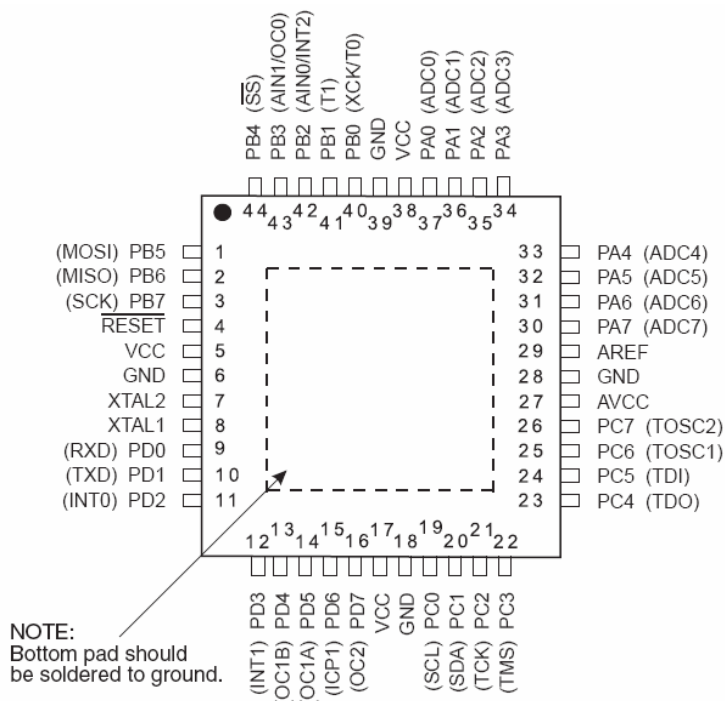 PB4 (SS)
PB3 (AIN1/OC0)
PB2 (AIN0/INT2)
PB1 (T1)
PB0 (XCK/T0)
GND
VCC
PA0 (ADC0)
PA1 (ADC1)
PA2 (ADC2)
PA3 (ADC3)
44 43 42 41 40 39 38 37 36 35 34
(MOSI) PB5 1
(MISO) PB6 2
(SCK) PB7 3
RESET 4
VCC 5
GND 6
XTAL2 7
XTAL1 8
(RXD) PD0 9
(TXD) PD1 10
(INT0) PD2 11
33 PA4 (ADC4)
32 PA5 (ADC5)
31 PA6 (ADC6)
30 PA7 (ADC7)
29 AREF
28 GND
27 AVCC
26 PC7 (TOSC2)
25 PC6 (TOSC1)
24 PC5 (TDI)
23 PC4 (TDO)
12 13 14 15 16 17 18 19 20 21 22
(INT1) PD3
(OC1B) PD4
(OC1A) PD5
(ICP1) PD6
(OC2) PD7
VCC
GND
(SCL) PC0
(SDA) PC1
(TCK) PC2
(TMS) PC3
NOTE:
Bottom pad should
be soldered to ground.